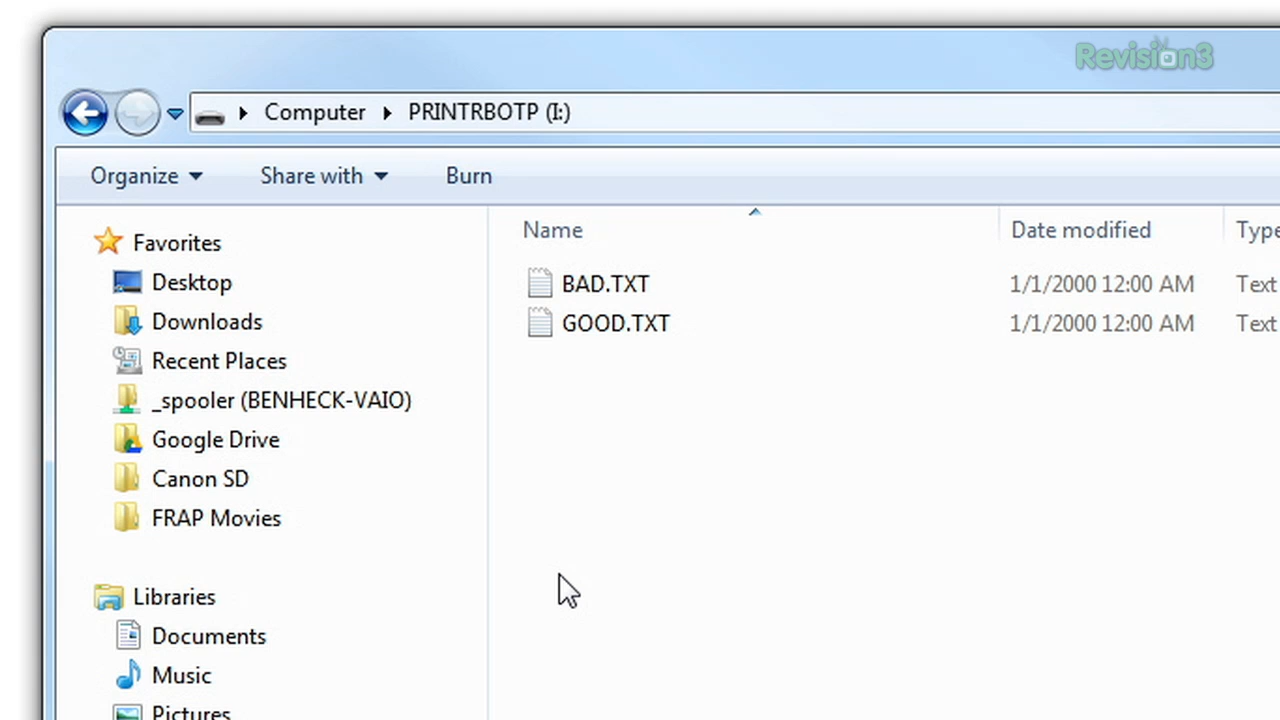 Revision3
Computer PRINTRBOTP (I:)
Organize Share with Burn
Name Date modified Type
Favorites
Desktop
Downloads
Recent Places
_spooler (BENHECK-VAIO)
Google Drive
Canon SD
FRAP Movies
Libraries
Documents
Music
Pictures
BAD.TXT 1/1/2000 12:00 AM Text
GOOD.TXT 1/1/2000 12:00 AM Text